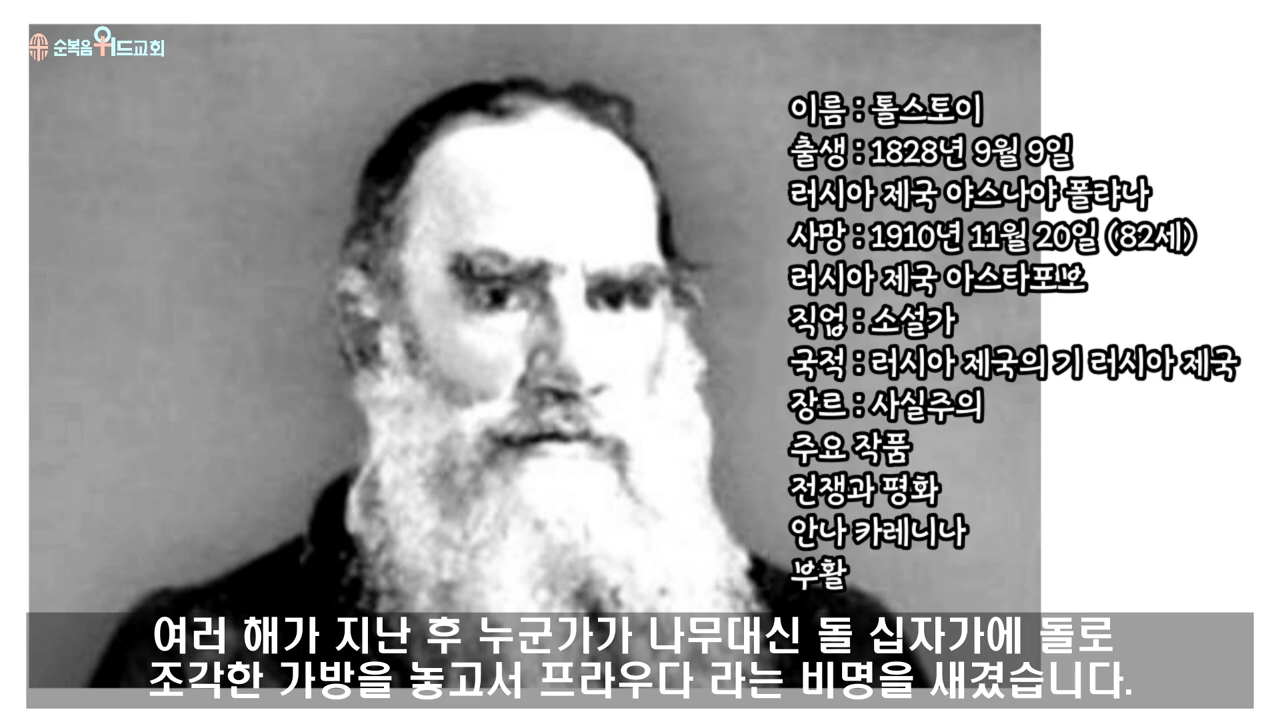 순복음워드교회
이름 : 톨스토이
출생 : 1828년 9월 9일
러시아 제국 야스나야 폴랴나
사망 : 1910년 11월 20일 (82세)
러시아 제국 아스타포보
직업 : 소설가
국적 : 러시아 제국의 기 러시아 제국
장르 : 사실주의
주요 작품
전쟁과 평화
안나 카레니나
부활
여러 해가 지난 후 누군가가 나무대신 돌 십자가에 돌로
조각한 가방을 놓고서 프라우다 라는 비명을 새겼습니다.